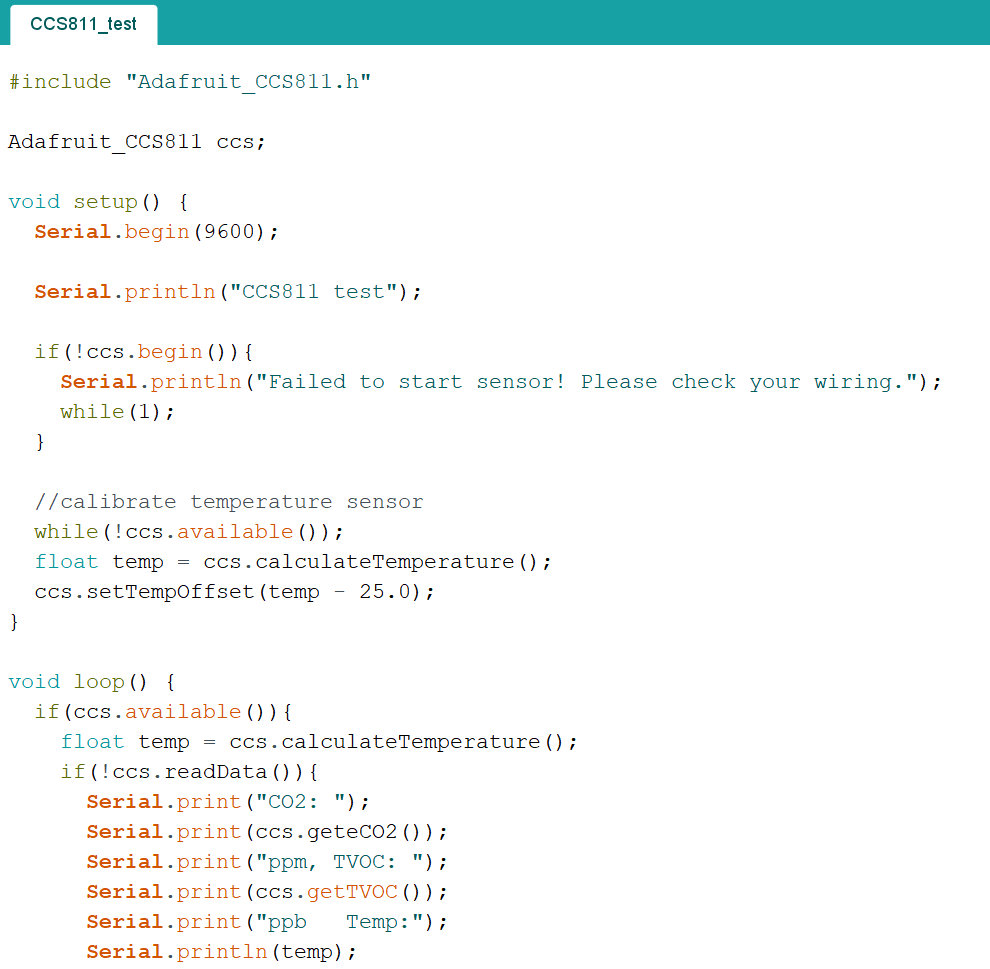 CCS811_test
#include "Adafruit_CCS811.h"
Adafruit_CCS811 ccs;
void setup() {
  Serial.begin(9600);
  Serial.println("CCS811 test");
  if(!ccs.begin()){
    Serial.println("Failed to start sensor! Please check your wiring.");
    while(1);
  }
  //calibrate temperature sensor
  while(!ccs.available());
  float temp = ccs.calculateTemperature();
  ccs.setTempOffset(temp - 25.0);
}
void loop() {
  if(ccs.available()){
    float temp = ccs.calculateTemperature();
    if(!ccs.readData()){
      Serial.print("CO2: ");
      Serial.print(ccs.geteCO2());
      Serial.print("ppm, TVOC: ");
      Serial.print(ccs.getTVOC());
      Serial.print("ppb   Temp:");
      Serial.println(temp);